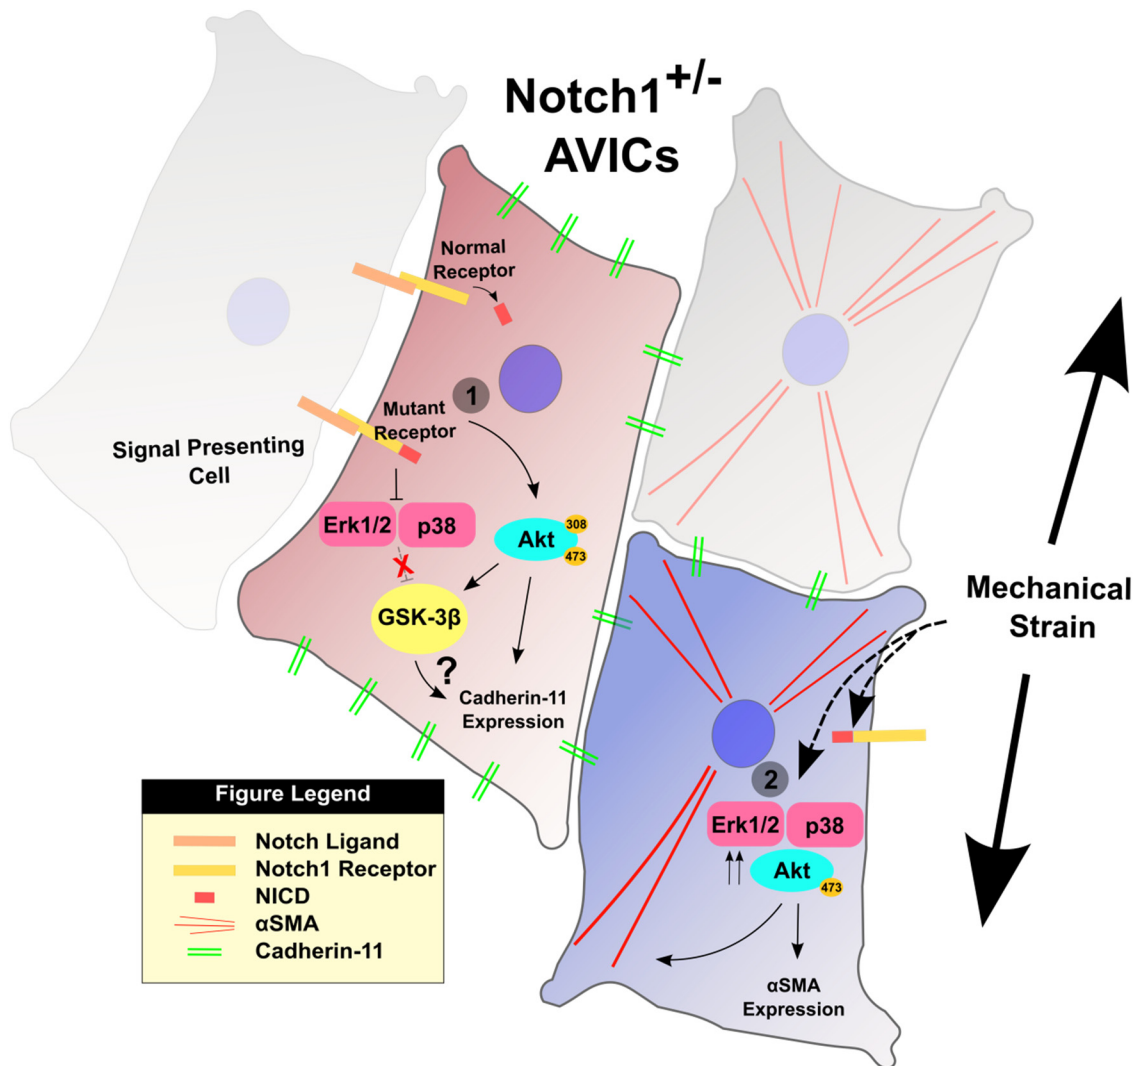 Notch1+/-
AVICs
Normal
Receptor
1
Mutant
Receptor
Signal Presenting
Cell
Erk1/2
p38
Akt
308
473
X
GSK-3β
?
Cadherin-11
Expression
Mechanical
Strain
2
Erk1/2
p38
Akt
473
αSMA
Expression
Figure Legend
Notch Ligand
Notch1 Receptor
NICD
αSMA
Cadherin-11